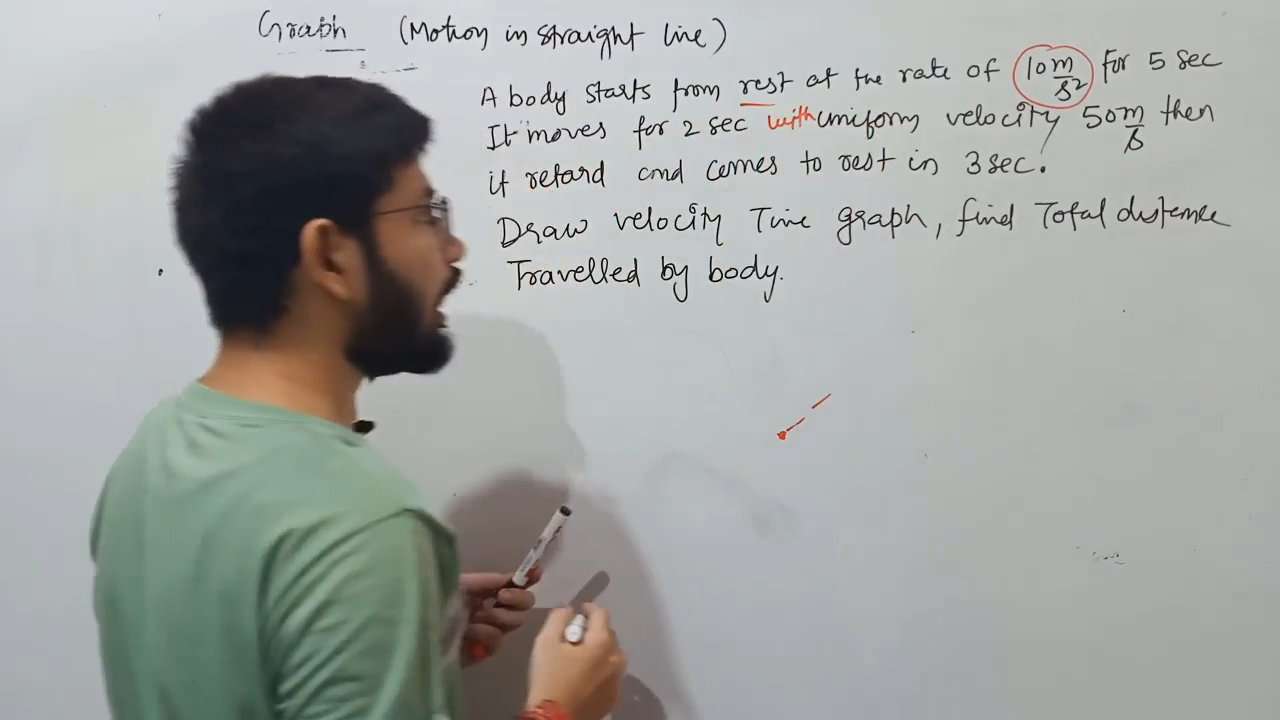 Graph (Motion in straight line)
A body starts from rest at the rate of 10 m/s² for 5 sec
It moves for 2 sec with uniform velocity 50 m/s then
it retard and comes to rest in 3 sec.
Draw velocity Time graph, find Total distance
Travelled by body.